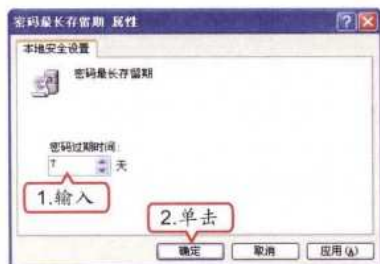 密码最长存留期 属性
本地安全设置
密码最长存留期
密码过期时间:
7 天
1.输入
2.单击
确定 取消 应用(A)